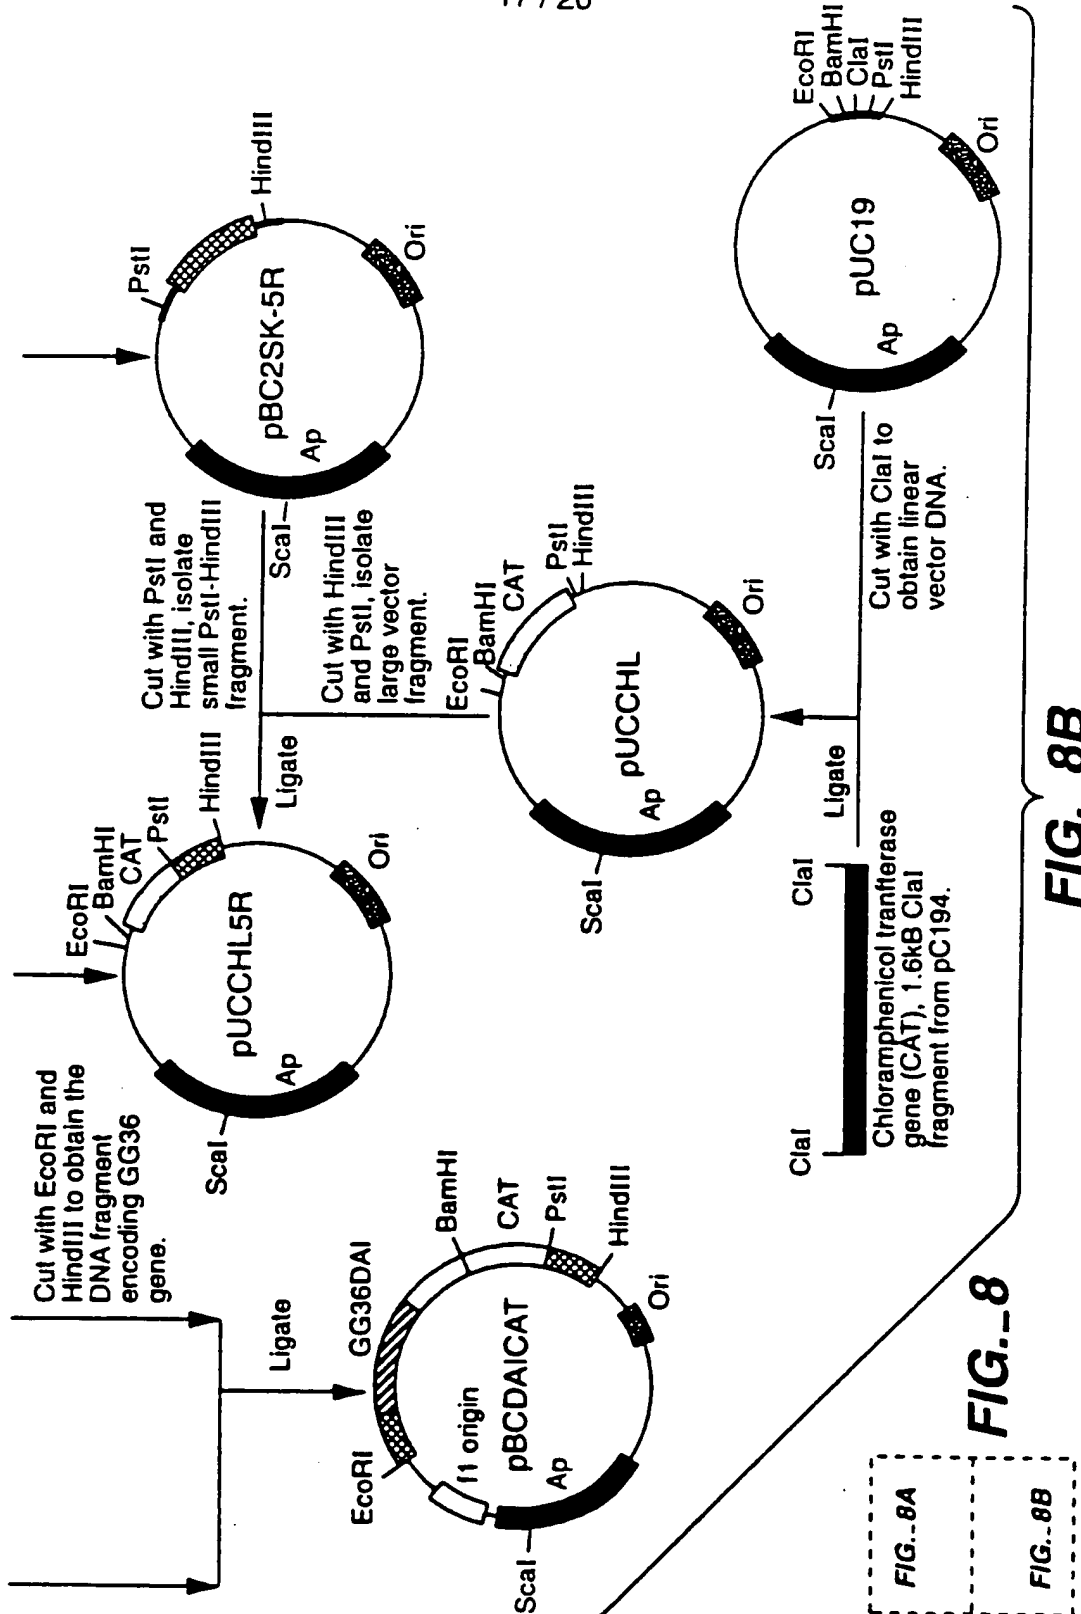 17 / 20
Cut with EcoRI and
HindIII to obtain the
DNA fragment
encoding GG36
gene.
Ligate
GG36DAI
BamHI
CAT
PstI
HindIII
Ori
EcoRI
f1 origin
pBCDAICAT
Ap
ScaI
EcoRI
BamHI
CAT
PstI
HindIII
pUCCHL5R
Ori
Ap
ScaI
Ligate
Cut with PstI and
HindIII, isolate
small PstI-HindIII
fragment.
Cut with HindIII
and PstI, isolate
large vector
fragment.
PstI
HindIII
pBC2SK-5R
Ori
Ap
ScaI
EcoRI
BamHI
CAT
PstI
HindIII
pUCCHL
Ori
Ap
ScaI
Ligate
ClaI
ClaI
Chloramphenicol tranfterase
gene (CAT), 1.6kB ClaI
fragment from pC194.
Cut with ClaI to
obtain linear
vector DNA.
EcoRI
BamHI
ClaI
PstI
HindIII
pUC19
Ori
Ap
ScaI
FIG._8A
FIG._8B
FIG._8
FIG._8B